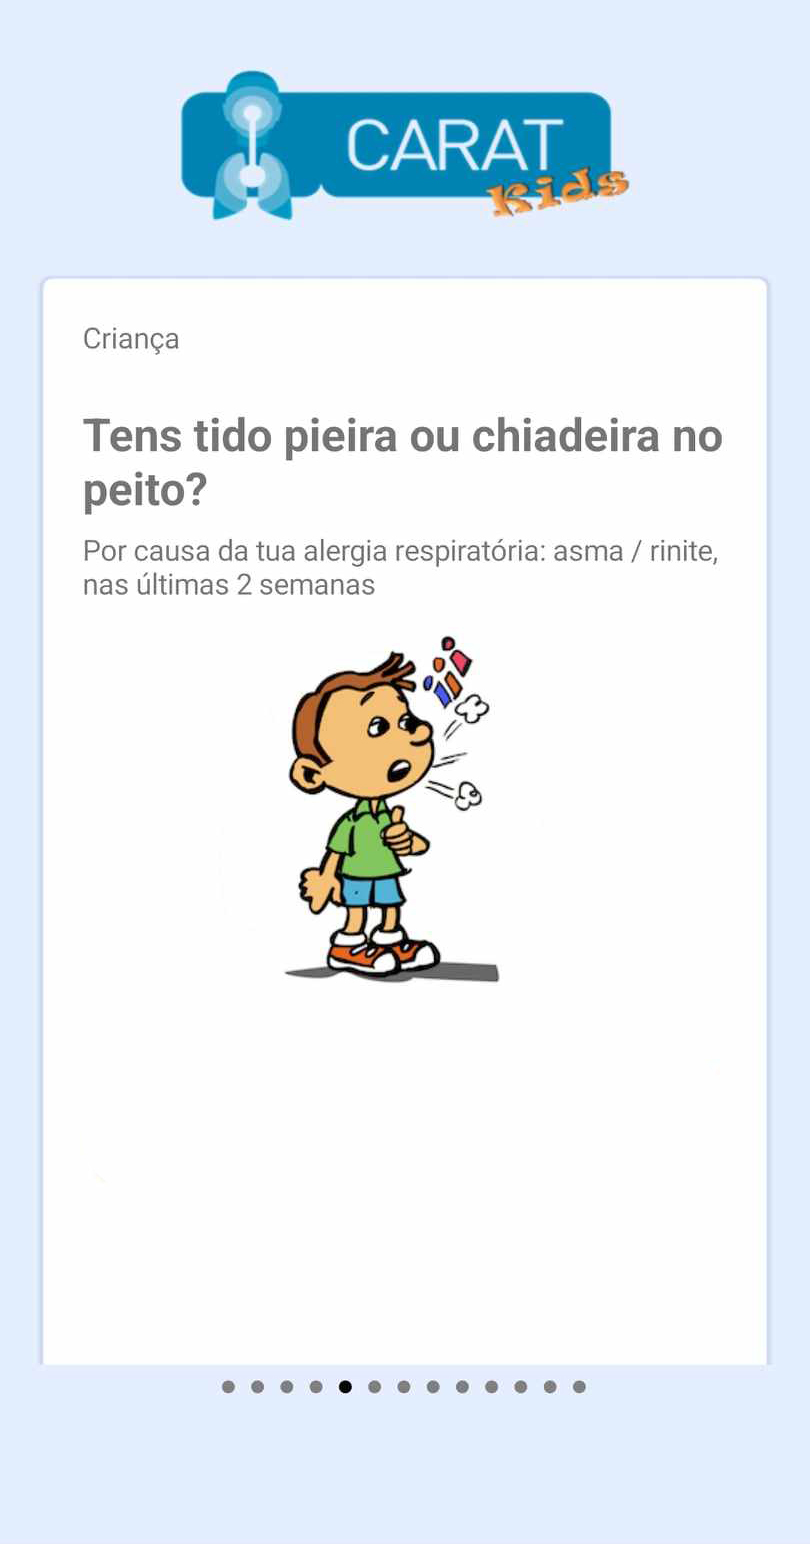 CARAT
Kids
Criança
Tens tido pieira ou chiadeira no
peito?
Por causa da tua alergia respiratória: asma / rinite,
nas últimas 2 semanas